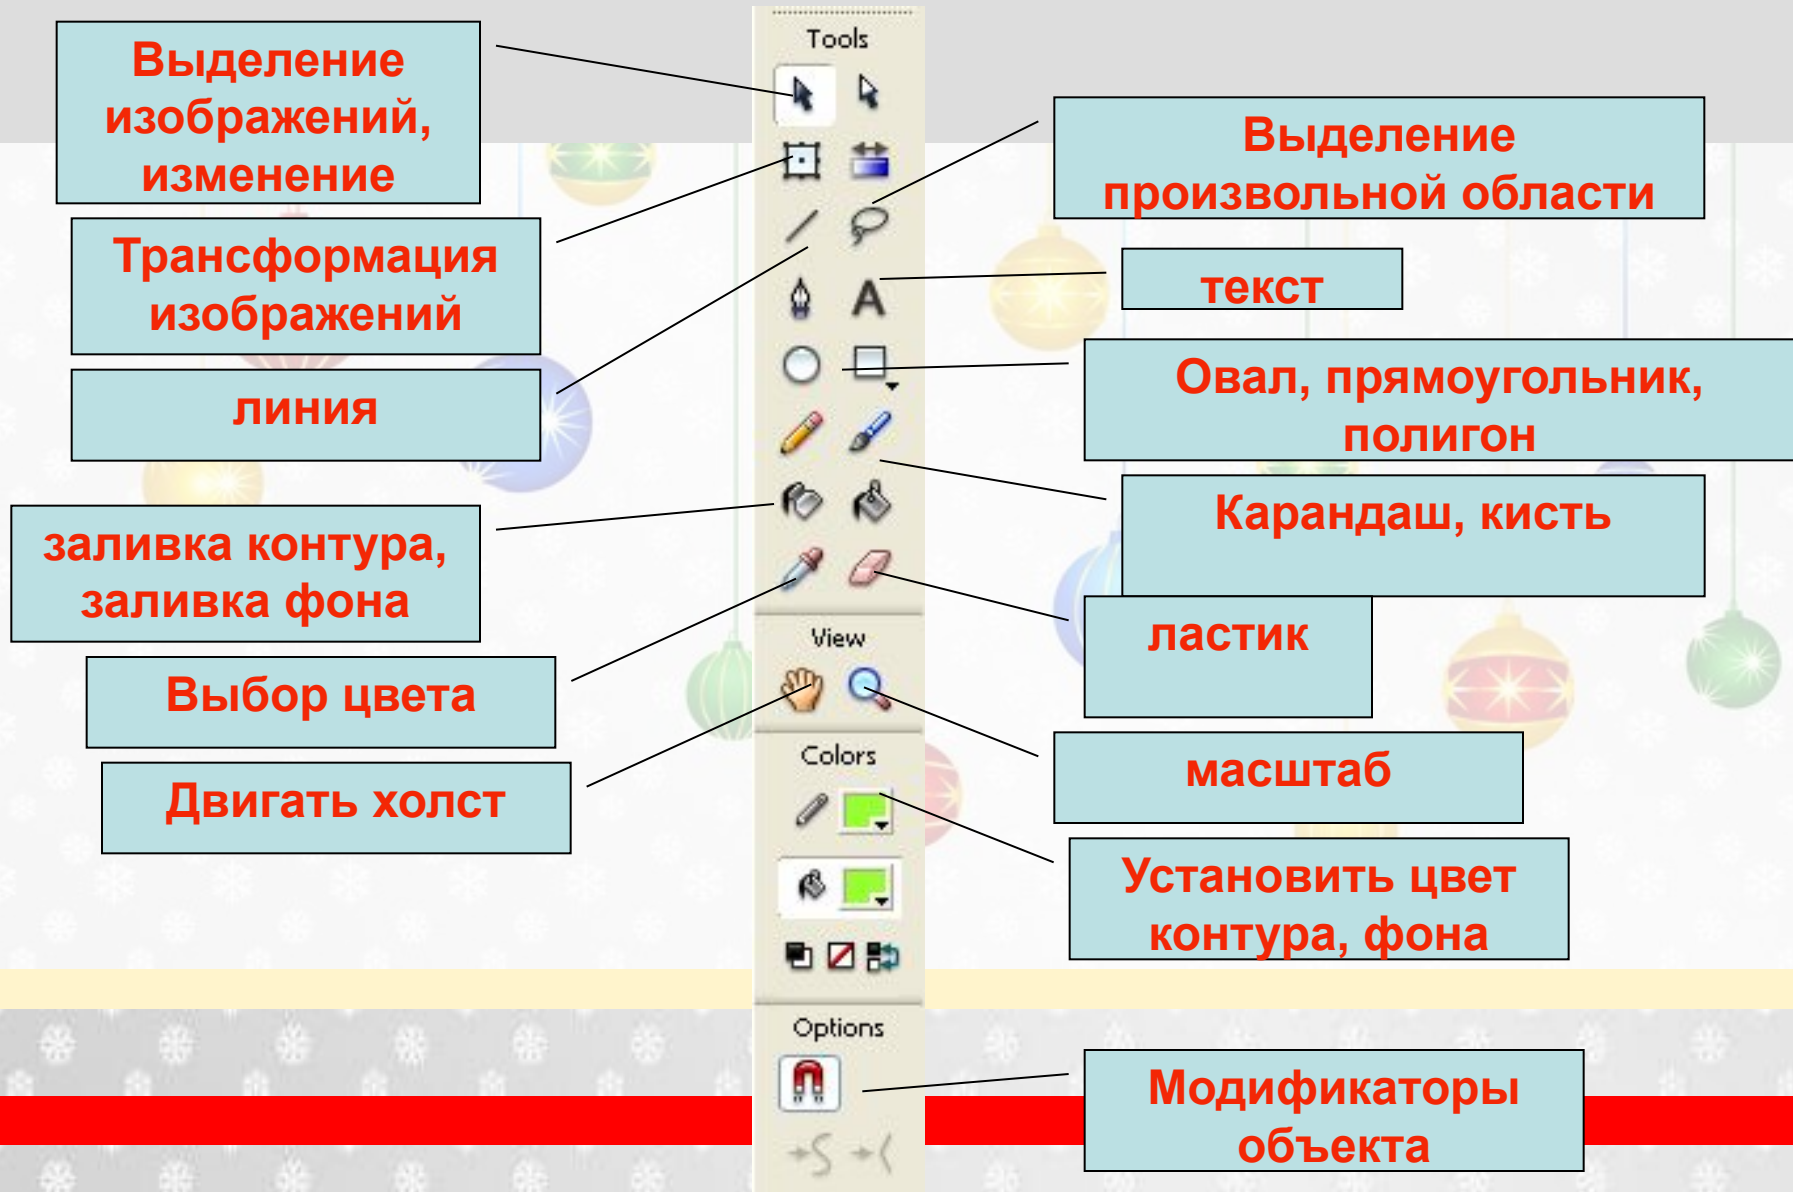 Выделение
изображений,
изменение
Трансформация
изображений
линия
заливка контура,
заливка фона
Выбор цвета
Двигать холст
Tools
View
Colors
Options
Выделение
произвольной области
текст
Овал, прямоугольник,
полигон
Карандаш, кисть
ластик
масштаб
Установить цвет
контура, фона
Модификаторы
объекта